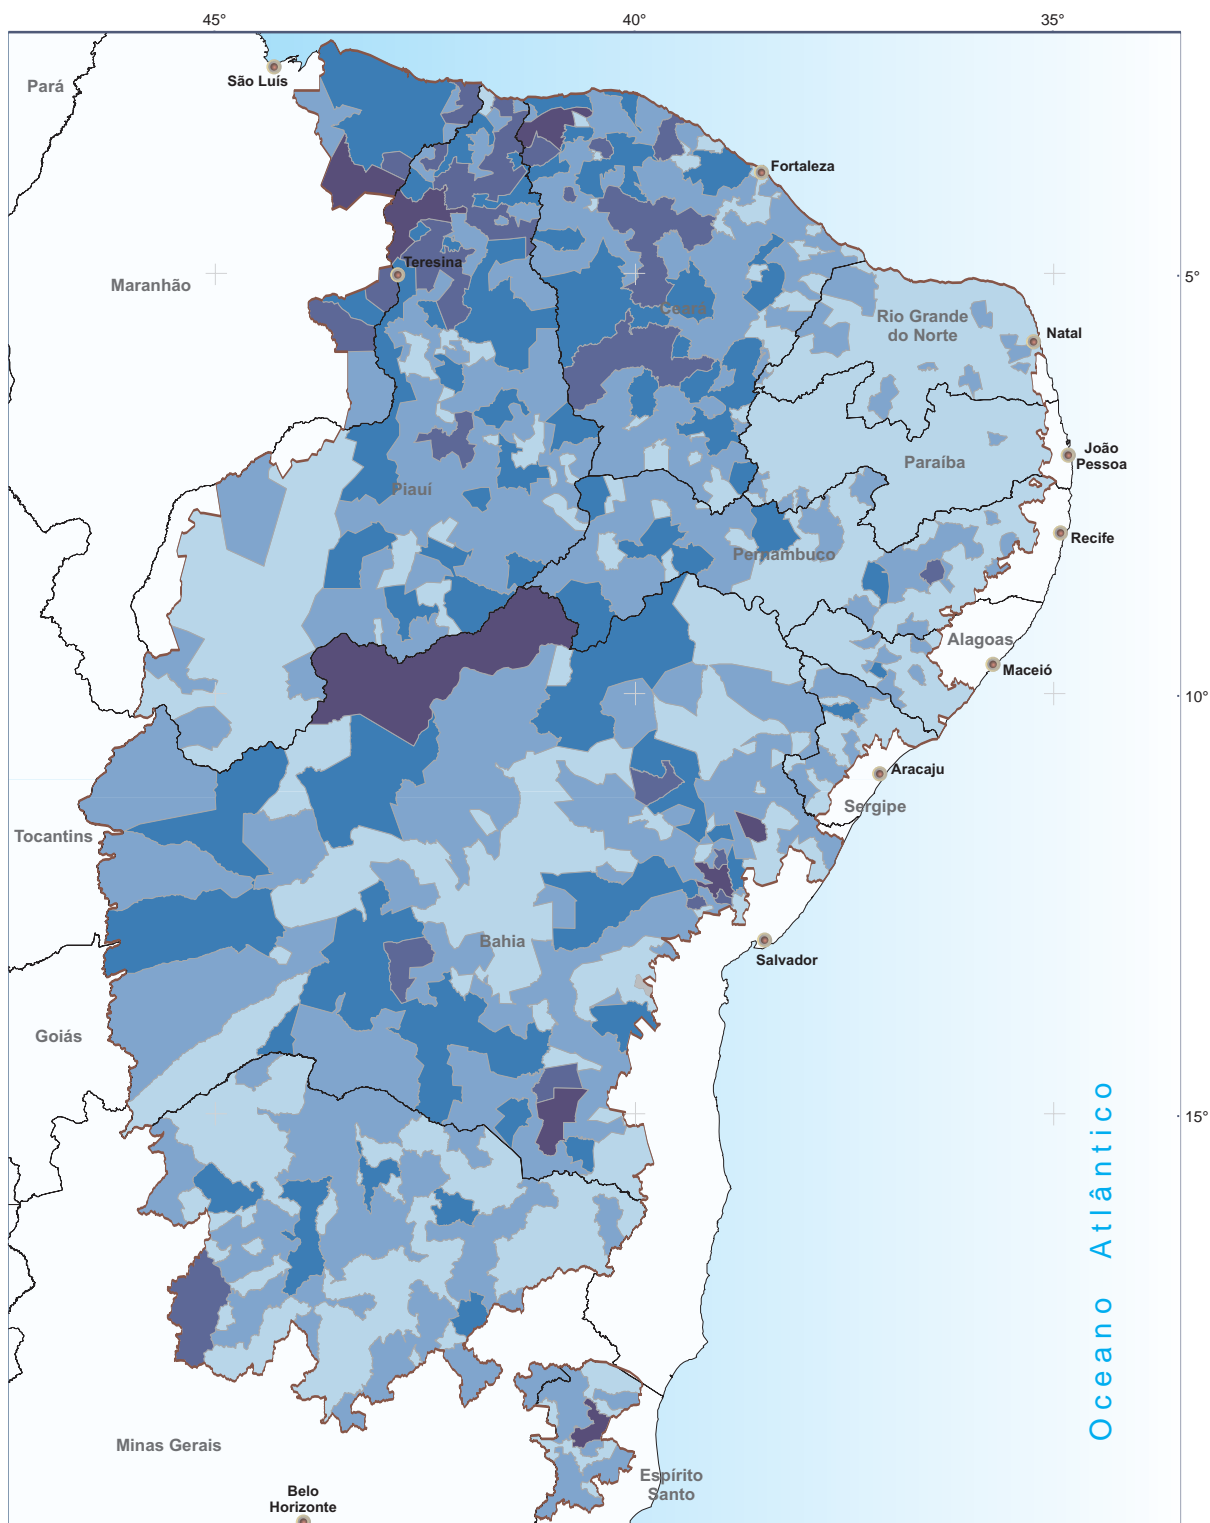 45°
40°
35°
São Luís
Pará
Fortaleza
Teresina
5°
Maranhão
Ceará
Rio Grande
do Norte
Natal
João
Pessoa
Paraíba
Piauí
Recife
Pernambuco
Alagoas
Maceió
10°
Aracaju
Sergipe
Tocantins
Bahia
Salvador
Goiás
15°
Oceano Atlântico
Minas Gerais
Espírito
Santo
Belo
Horizonte